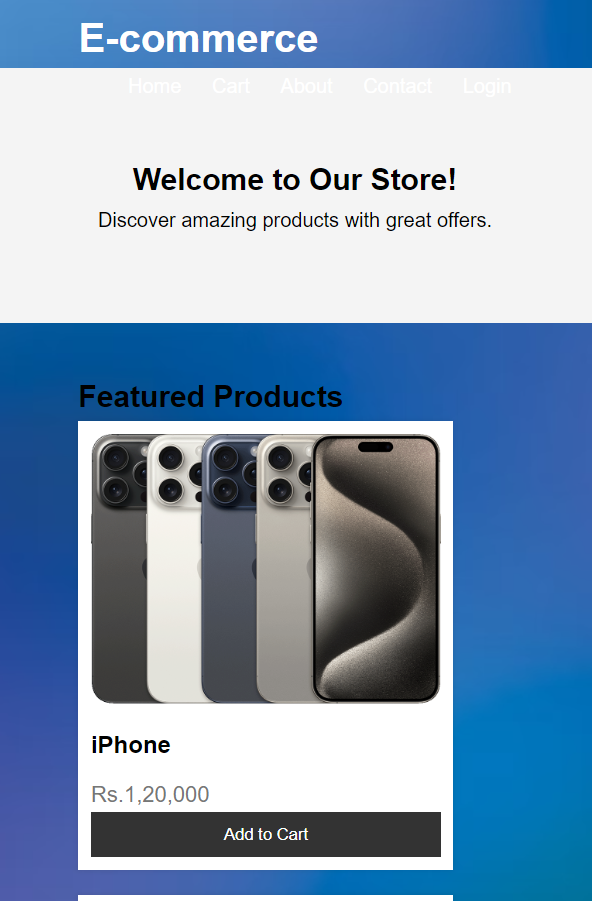 E-commerce
Home Cart About Contact Login
Welcome to Our Store!
Discover amazing products with great offers.
Featured Products
iPhone
Rs.1,20,000
Add to Cart